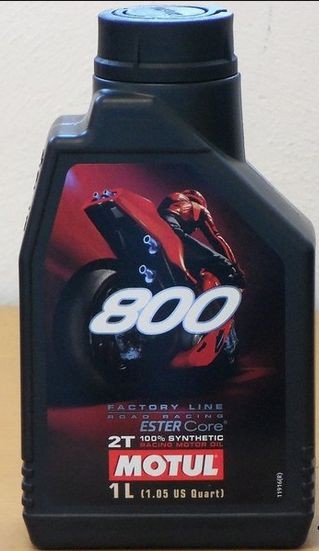 800
FACTORY LINE
ROAD RACING
ESTER Core®
2T 100% SYNTHETIC
RACING MOTOR OIL
MOTUL
1L (1.05 US Quart)
11916(R)